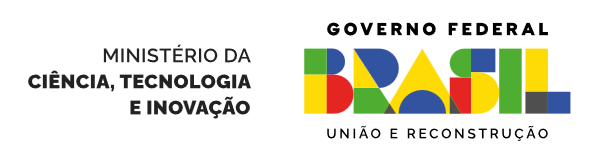 MINISTÉRIO DA
CIÊNCIA, TECNOLOGIA
E INOVAÇÃO
GOVERNO FEDERAL
BRASIL
UNIÃO E RECONSTRUÇÃO